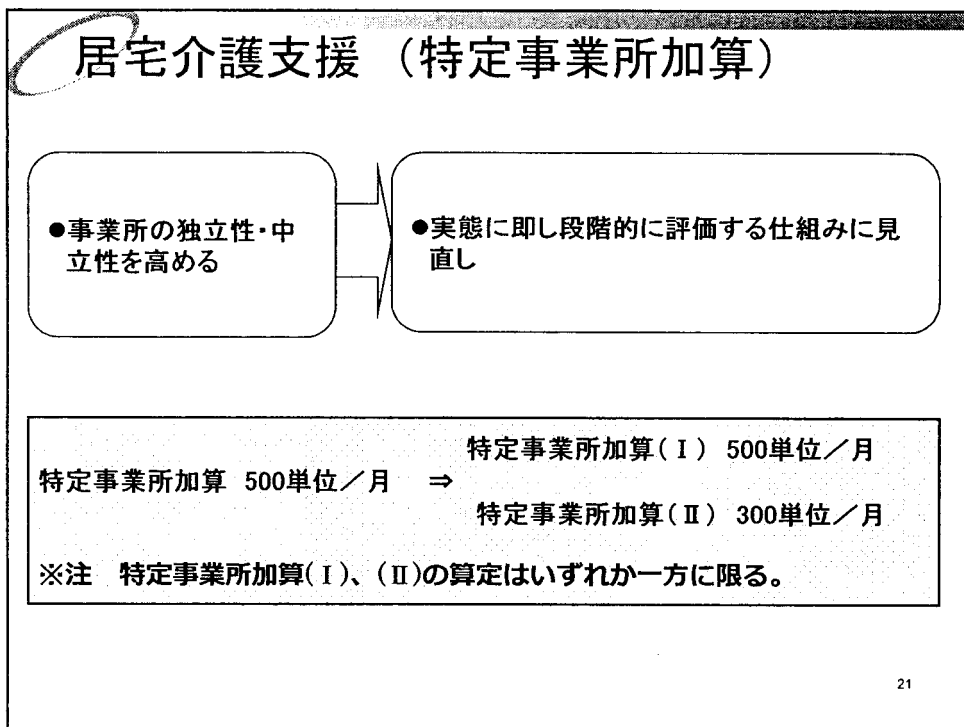 居宅介護支援（特定事業所加算）
●事業所の独立性・中
立性を高める
●実態に即し段階的に評価する仕組みに見
直し
特定事業所加算(Ⅰ) 500単位／月
特定事業所加算 500単位／月 ⇒
特定事業所加算(Ⅱ) 300単位／月
※注　特定事業所加算(Ⅰ)、(Ⅱ)の算定はいずれか一方に限る。
21